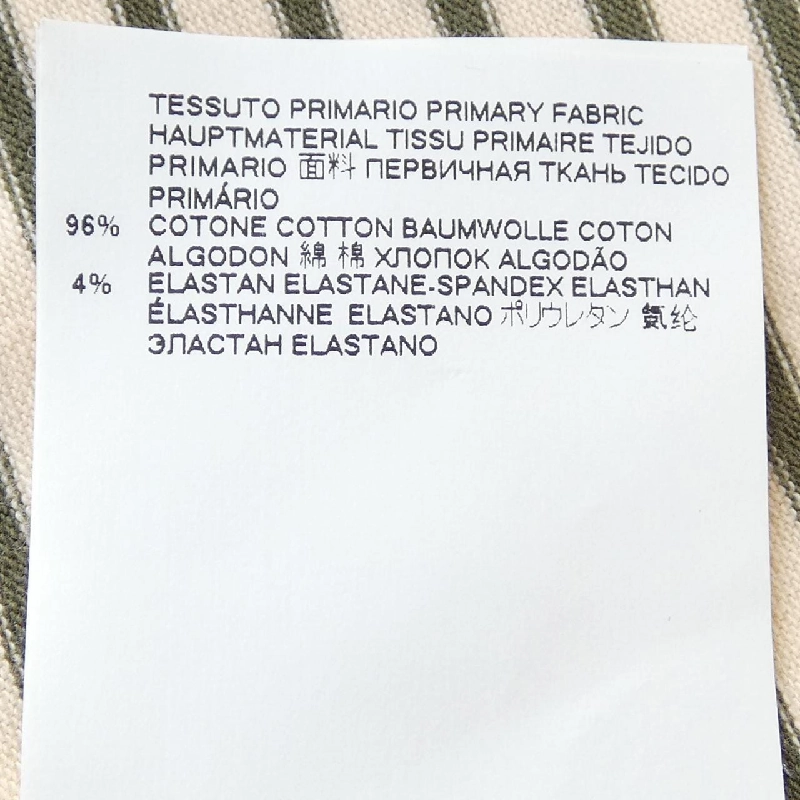 TESSUTO PRIMARIO PRIMARY FABRIC
HAUPTMATERIAL TISSU PRIMAIRE TEJIDO
PRIMARIO 面料 ПЕРВИЧНАЯ ТКАНЬ TECIDO
PRIMÁRIO
96% COTONE COTTON BAUMWOLLE COTON
ALGODON 綿 棉 ХЛОПОК ALGODÃO
4% ELASTAN ELASTANE-SPANDEX ELASTHAN
ÉLASTHANNE ELASTANO ポリウレタン 氨纶
ЭЛАСТАН ELASTANO